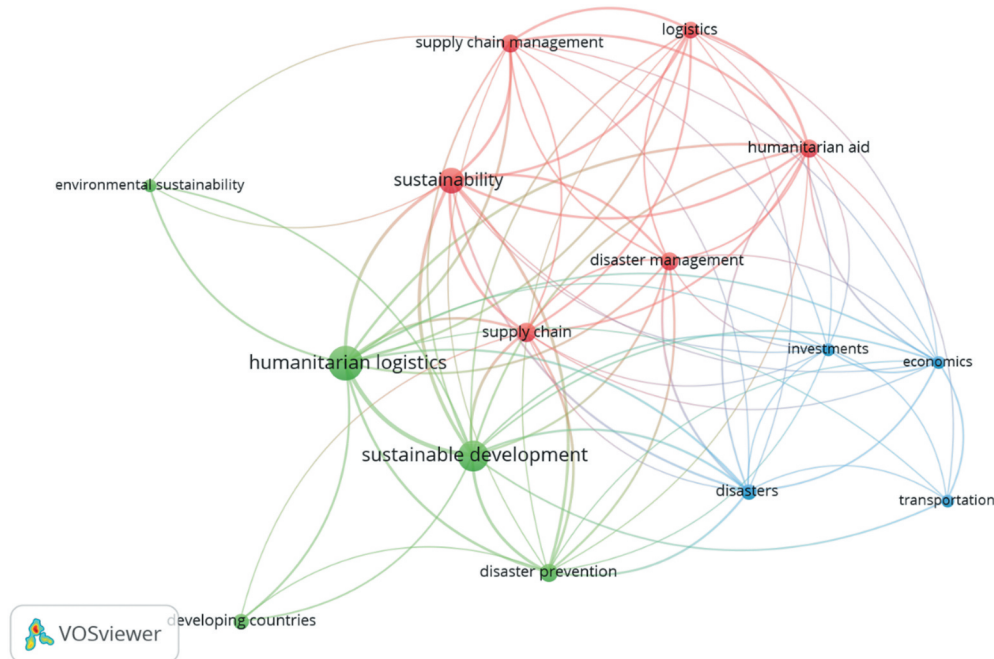 logistics
supply chain management
humanitarian aid
environmental sustainability
sustainability
disaster management
supply chain
investments
humanitarian logistics
economics
sustainable development
disasters
transportation
disaster prevention
developing countries
VOSviewer